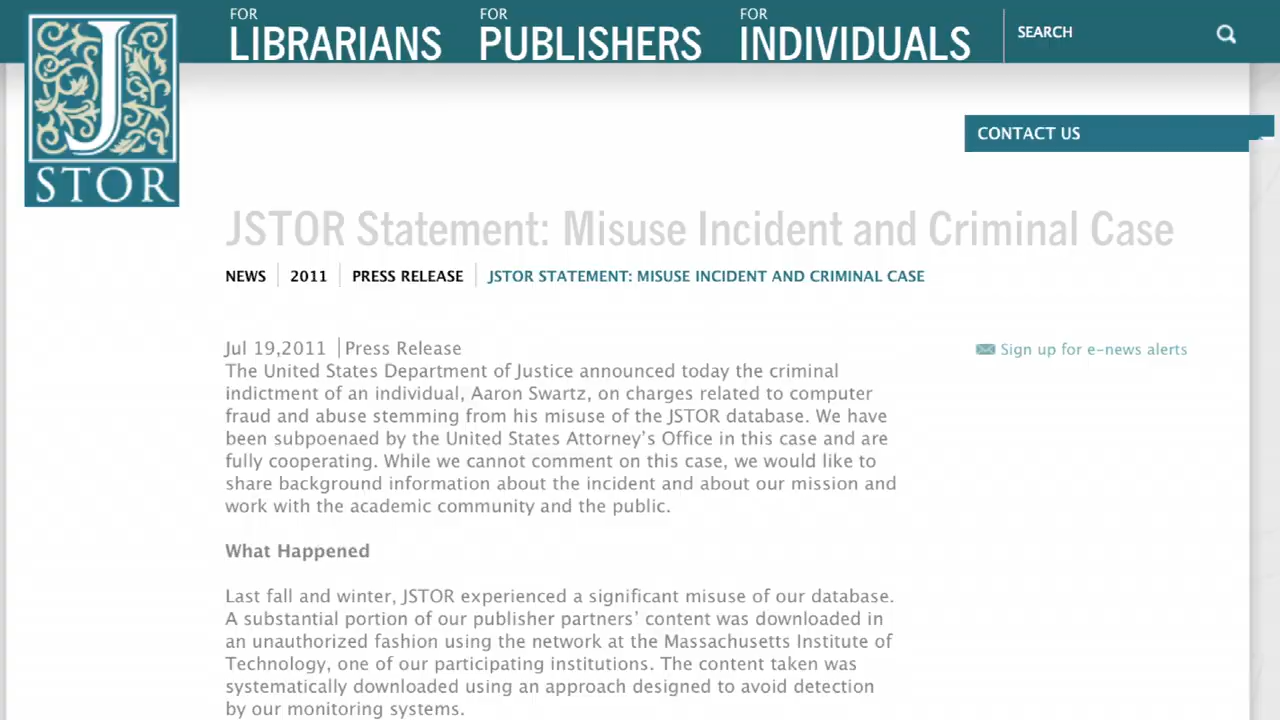 FOR FOR FOR
LIBRARIANS PUBLISHERS INDIVIDUALS SEARCH
J
STOR
CONTACT US
JSTOR Statement: Misuse Incident and Criminal Case
NEWS 2011 PRESS RELEASE JSTOR STATEMENT: MISUSE INCIDENT AND CRIMINAL CASE
Jul 19,2011 | Press Release
Sign up for e-news alerts
The United States Department of Justice announced today the criminal
indictment of an individual, Aaron Swartz, on charges related to computer
fraud and abuse stemming from his misuse of the JSTOR database. We have
been subpoenaed by the United States Attorney's Office in this case and are
fully cooperating. While we cannot comment on this case, we would like to
share background information about the incident and about our mission and
work with the academic community and the public.
What Happened
Last fall and winter, JSTOR experienced a significant misuse of our database.
A substantial portion of our publisher partners' content was downloaded in
an unauthorized fashion using the network at the Massachusetts Institute of
Technology, one of our participating institutions. The content taken was
systematically downloaded using an approach designed to avoid detection
by our monitoring systems.